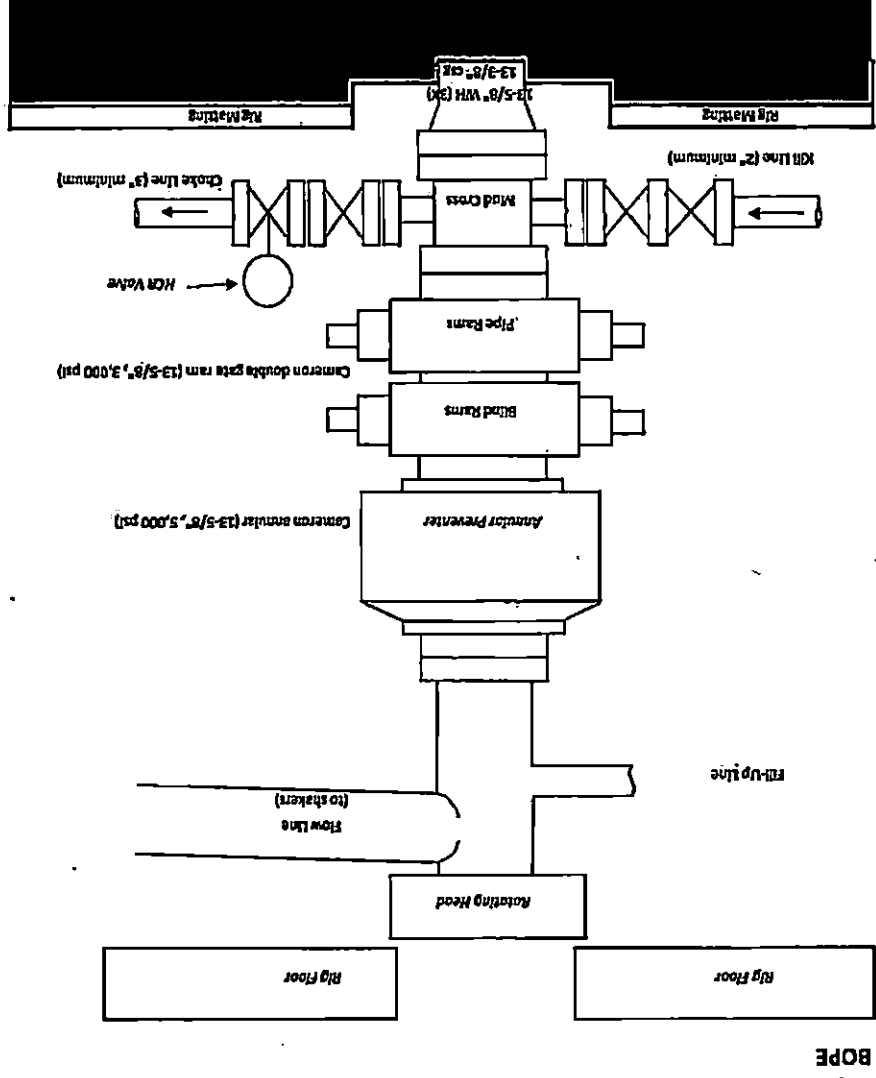 BOPE
Rig Floor
Rig Floor
Rotating Head
Flow Line
(to shakers)
Fill-Up Line
Annular Preventer
Cameron annular (13-5/8", 5,000 psi)
Blind Rams
Cameron double gate ram (13-5/8", 3,000 psi)
Pipe Rams
HCR Valve
Mud Cross
Kill Line (2" minimum)
Choke Line (3" minimum)
Rig Matting
Rig Matting
13-5/8" WH (3K)
13-3/8" csg